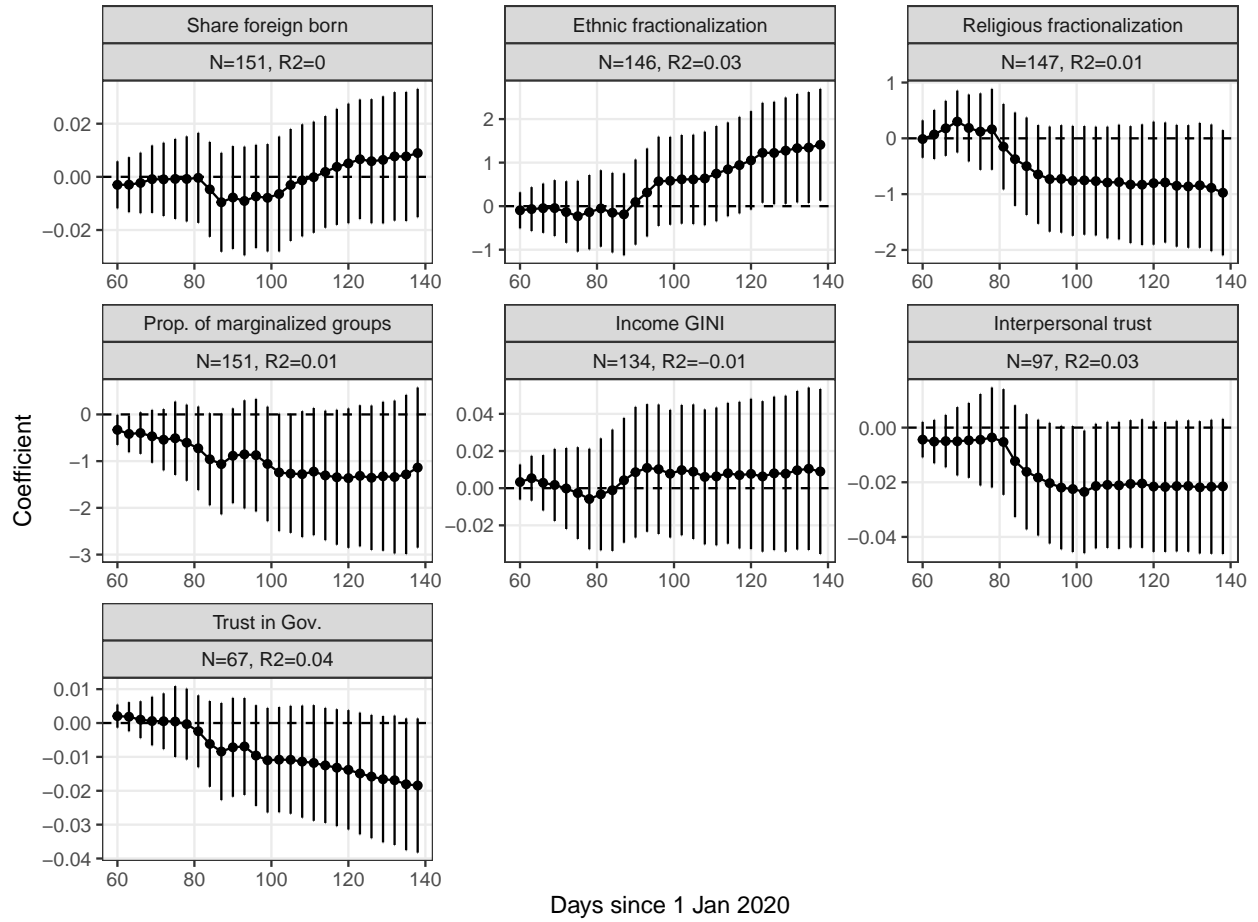 Share foreign born
Ethnic fractionalization
Religious fractionalization
N=151, R2=0
N=146, R2=0.03
N=147, R2=0.01
0.02
0.00
−0.02
2
1
0
−1
1
0
−2
60 80 100 120 140
60 80 100 120 140
60 80 100 120 140
Prop. of marginalized groups
Income GINI
Interpersonal trust
N=151, R2=0.01
N=134, R2=−0.01
N=97, R2=0.03
0
−1
−2
−3
0.04
0.02
0.00
−0.02
0.00
−0.02
−0.04
60 80 100 120 140
60 80 100 120 140
60 80 100 120 140
Coefficient
Trust in Gov.
N=67, R2=0.04
0.01
0.00
−0.01
−0.02
−0.03
−0.04
60 80 100 120 140
Days since 1 Jan 2020